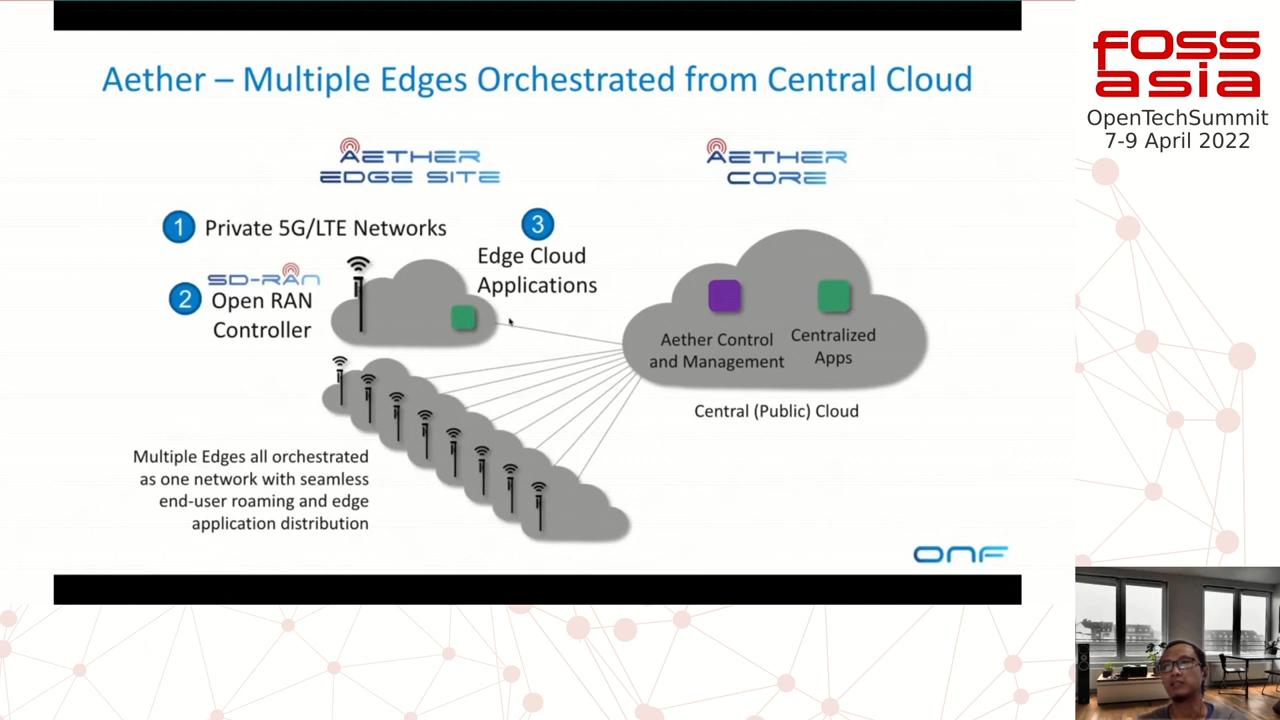 Aether – Multiple Edges Orchestrated from Central Cloud
AETHER
EDGE SITE
AETHER
CORE
1 Private 5G/LTE Networks
3
Edge Cloud
Applications
SD-RAN
2 Open RAN
Controller
Aether Control
and Management
Centralized
Apps
Central (Public) Cloud
Multiple Edges all orchestrated
as one network with seamless
end-user roaming and edge
application distribution
ONF
FOSS
ASIA
OpenTechSummit
7-9 April 2022